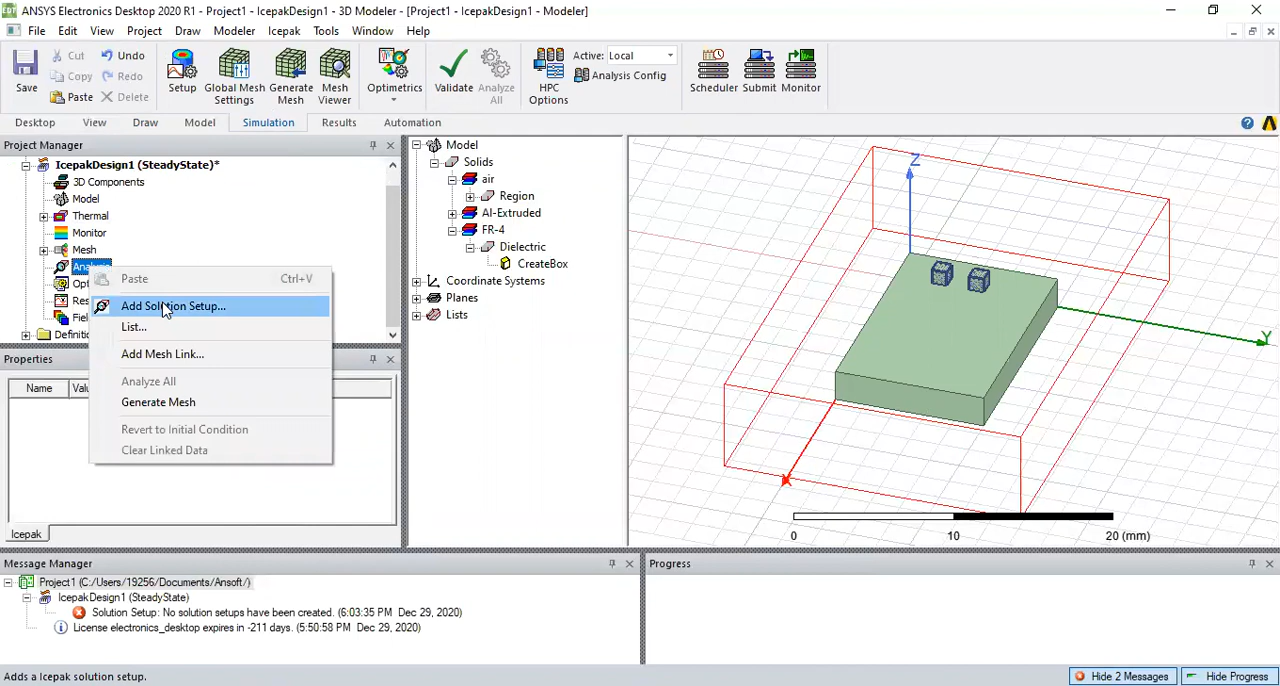 ANSYS Electronics Desktop 2020 R1 - Project1 - IcepakDesign1 - 3D Modeler - [Project1 - IcepakDesign1 - Modeler]
File Edit View Project Draw Modeler Icepak Tools Window Help
Save Cut Copy Paste Undo Redo Delete Setup Global Mesh Settings Generate Mesh Mesh Viewer Optimetrics Validate Analyze All HPC Options Active: Local Analysis Config Scheduler Submit Monitor
Desktop View Draw Model Simulation Results Automation
Project Manager
IcepakDesign1 (SteadyState)*
3D Components
Model
Thermal
Monitor
Mesh
Paste Ctrl+V
Add Solution Setup...
List...
Add Mesh Link...
Analyze All
Generate Mesh
Revert to Initial Condition
Clear Linked Data
Properties
Name
Icepak
Model
Solids
air
Region
Al-Extruded
FR-4
Dielectric
CreateBox
Coordinate Systems
Planes
Lists
Z
Y
X
0 10 20 (mm)
Message Manager
Project1 (C:/Users/19256/Documents/Ansoft/)
IcepakDesign1 (SteadyState)
Solution Setup: No solution setups have been created. (6:03:35 PM Dec 29, 2020)
License electronics_desktop expires in -211 days. (5:50:58 PM Dec 29, 2020)
Progress
Adds a Icepak solution setup.
Hide 2 Messages Hide Progress